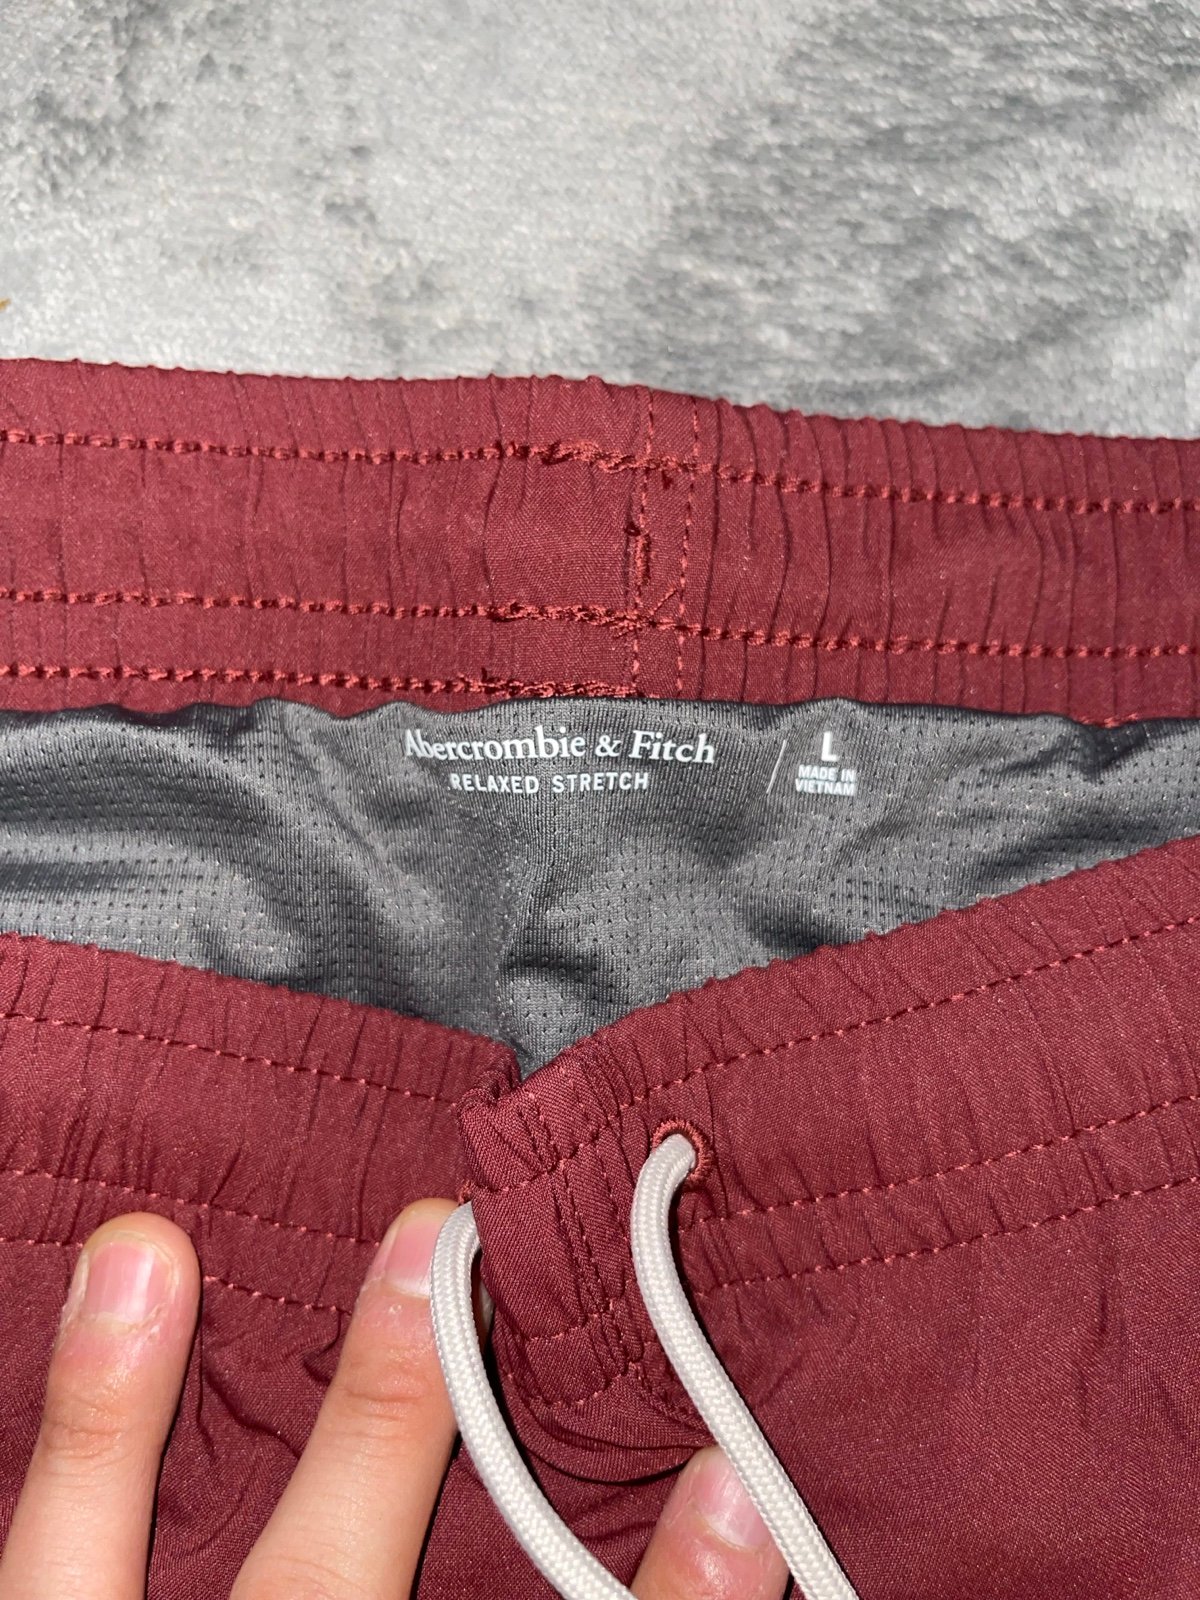 Abercrombie & Fitch
RELAXED STRETCH
L
MADE IN
VIETNAM